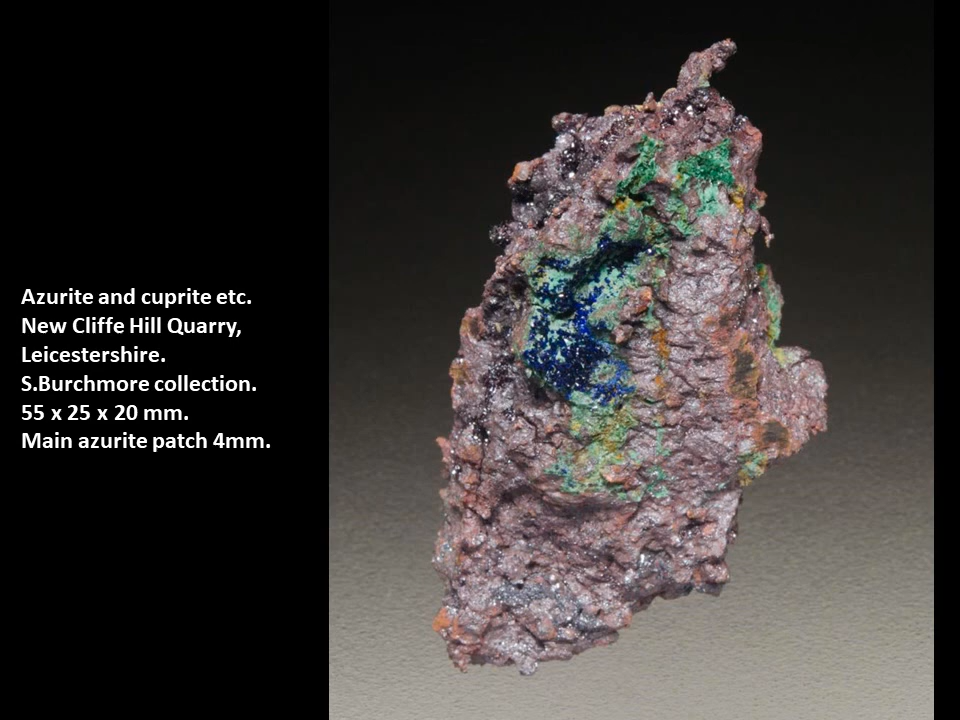 Azurite and cuprite etc.
New Cliffe Hill Quarry,
Leicestershire.
S.Burchmore collection.
55 x 25 x 20 mm.
Main azurite patch 4mm.